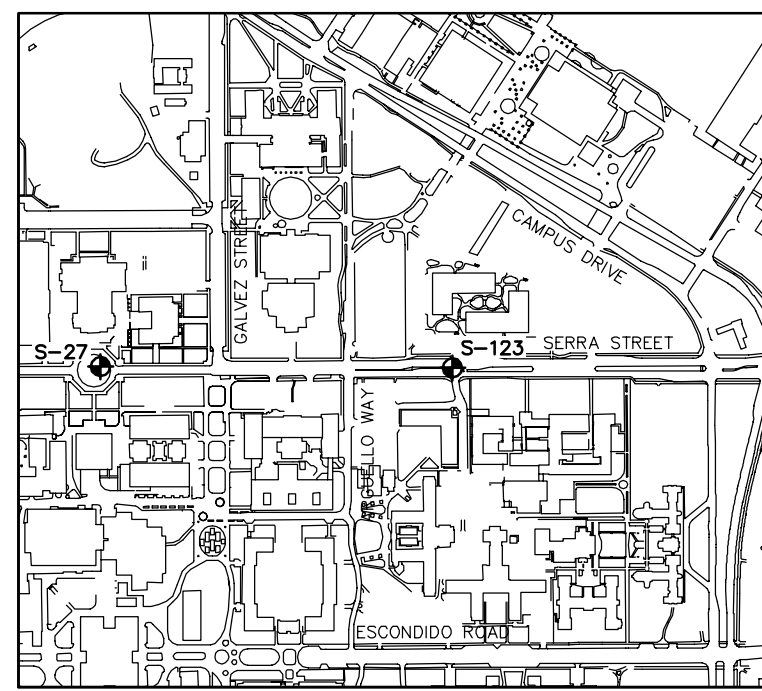 CAMPUS DRIVE
GALVEZ STREET
S-27
S-123
SERRA STREET
ARGUELLO WAY
ESCONDIDO ROAD